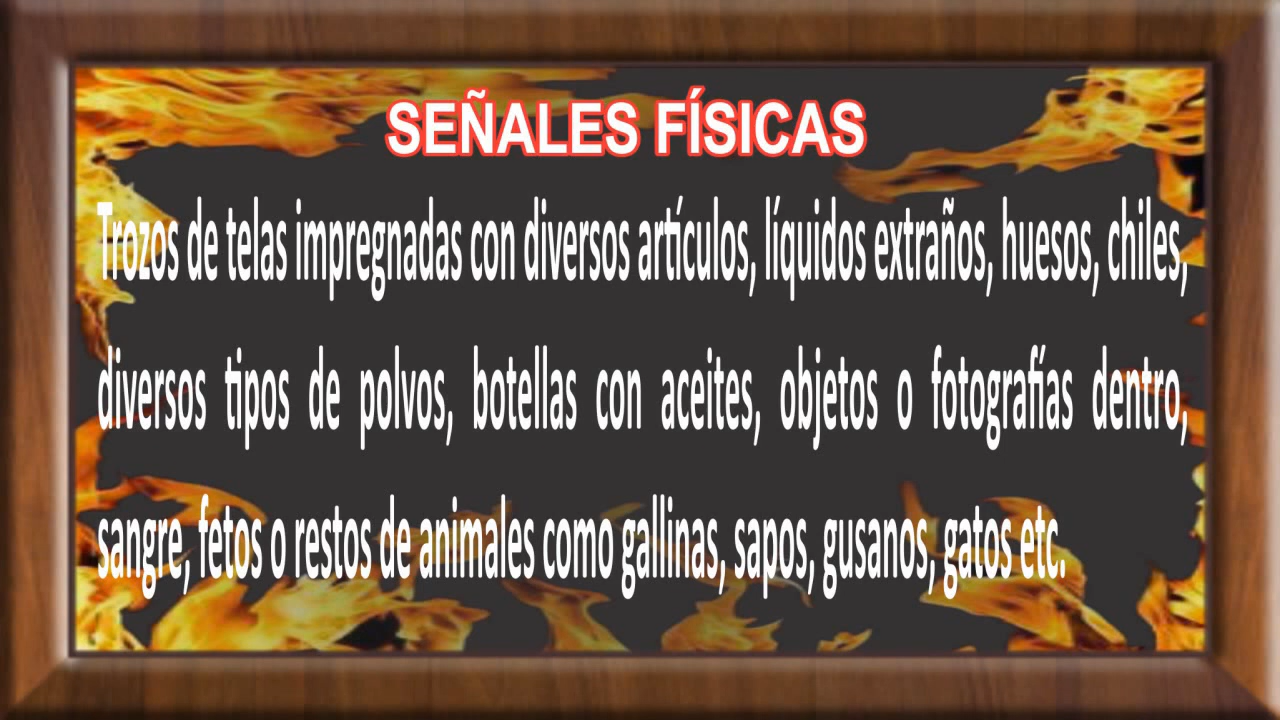 SEÑALES FÍSICAS
Trozos de telas impregnadas con diversos artículos, líquidos extraños, huesos, chiles,
diversos tipos de polvos, botellas con aceites, objetos o fotografías dentro,
sangre, fetos o restos de animales como gallinas, sapos, gusanos, gatos etc.